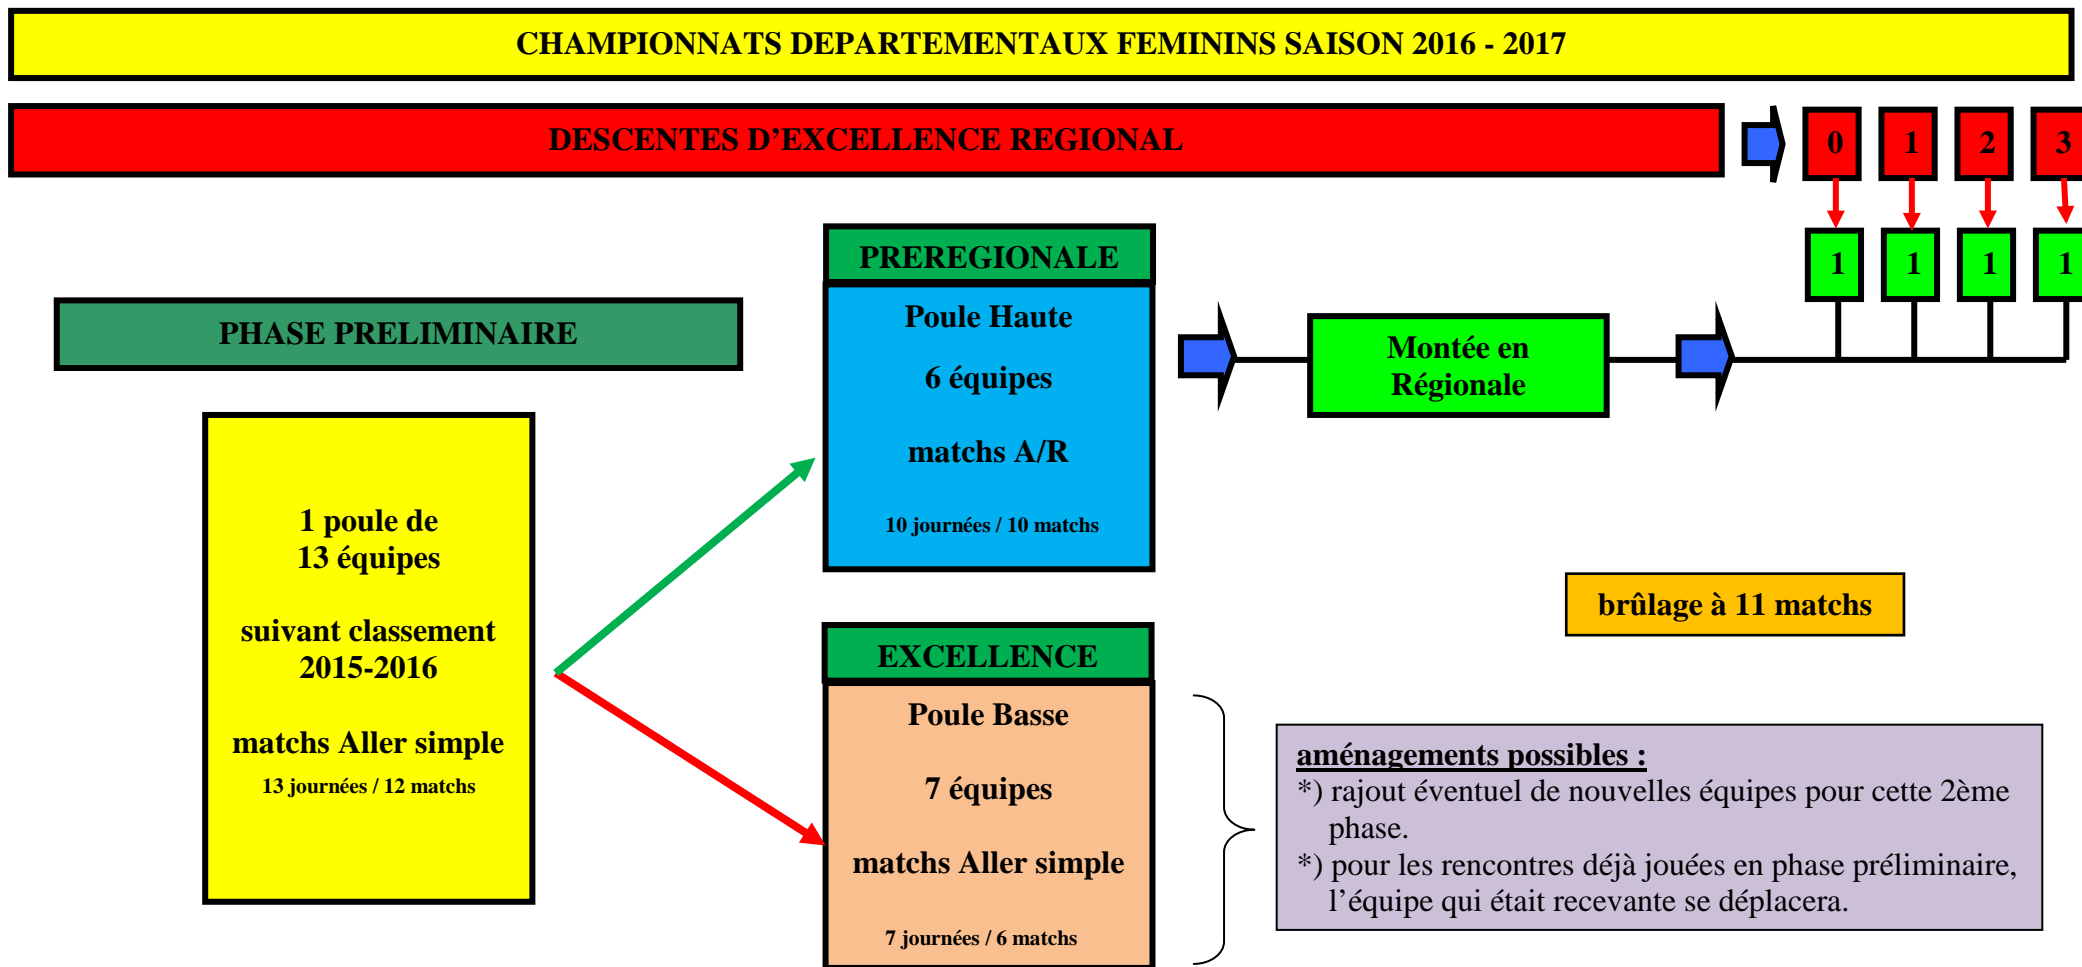 CHAMPIONNATS DEPARTEMENTAUX FEMININS SAISON 2016 - 2017
DESCENTES D’EXCELLENCE REGIONAL
0 1 2 3
1 1 1 1
PHASE PRELIMINAIRE
1 poule de
13 équipes
suivant classement
2015-2016
matchs Aller simple
13 journées / 12 matchs
PREREGIONALE
Poule Haute
6 équipes
matchs A/R
10 journées / 10 matchs
Montée en
Régionale
brûlage à 11 matchs
EXCELLENCE
Poule Basse
7 équipes
matchs Aller simple
7 journées / 6 matchs
aménagements possibles :
*) rajout éventuel de nouvelles équipes pour cette 2ème
phase.
*) pour les rencontres déjà jouées en phase préliminaire,
l’équipe qui était recevante se déplacera.